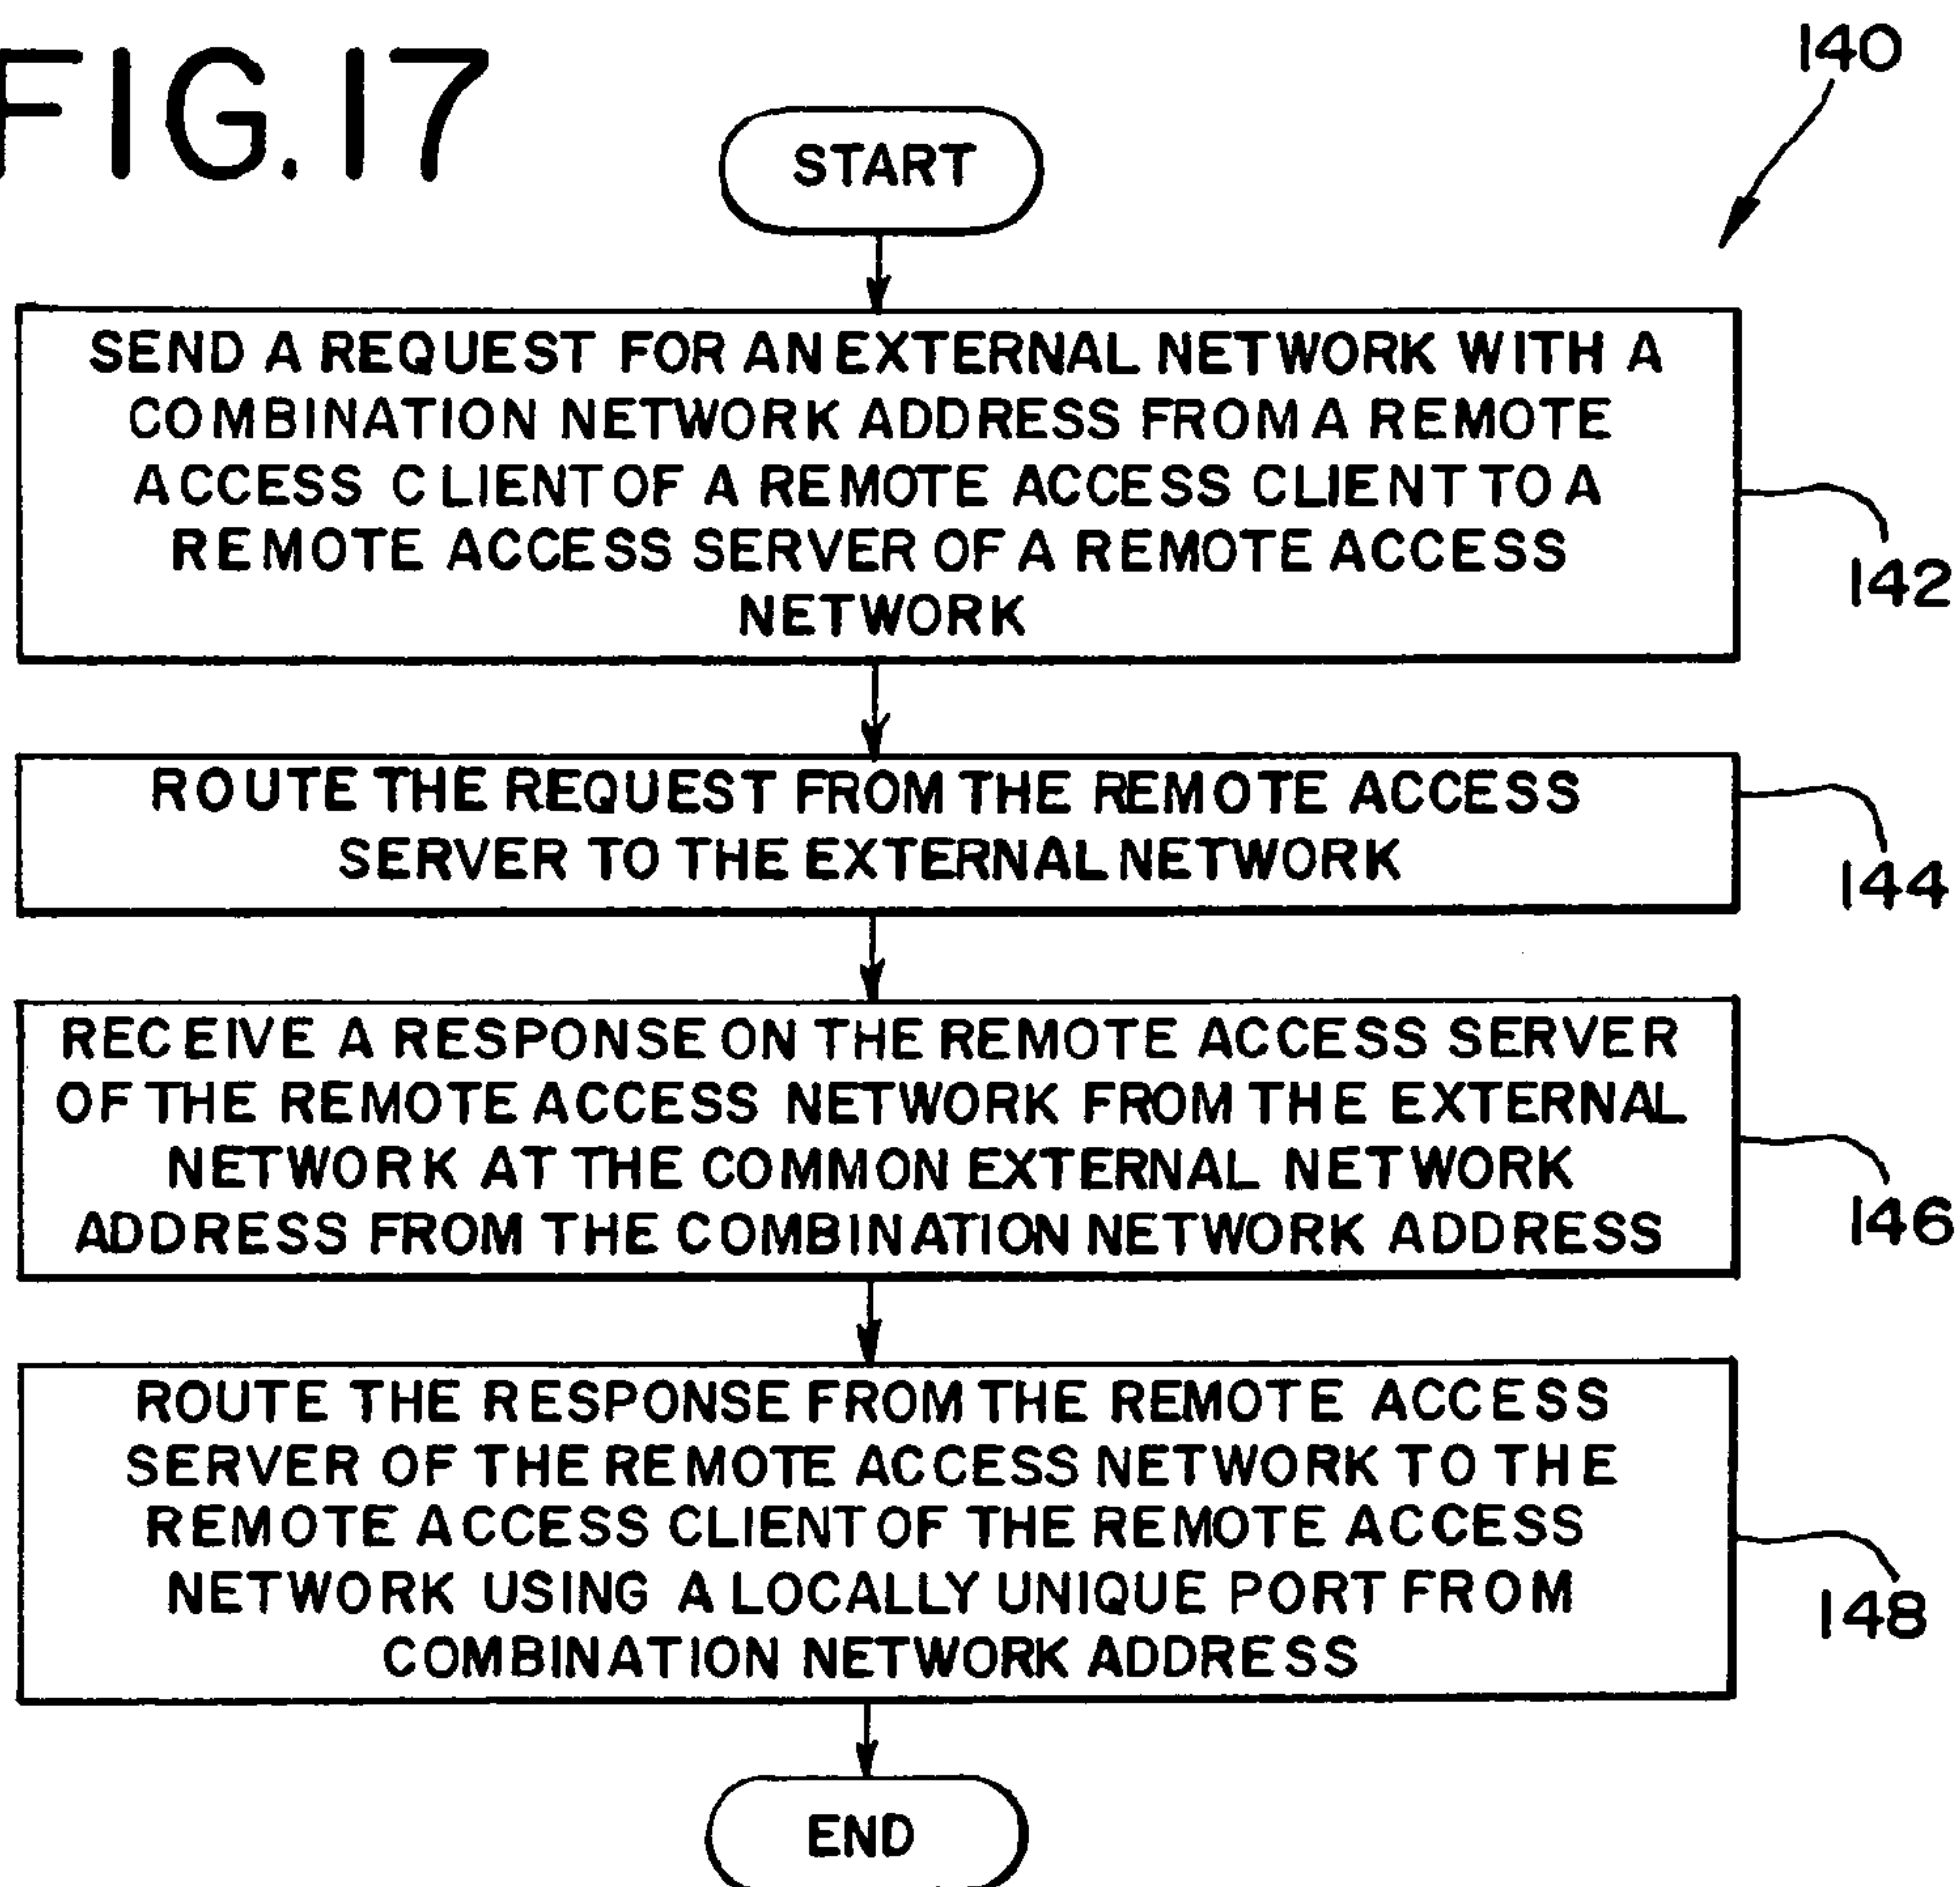 FIG.17
140
START
SEND A REQUEST FOR AN EXTERNAL NETWORK WITH A
COMBINATION NETWORK ADDRESS FROM A REMOTE
ACCESS CLIENT OF A REMOTE ACCESS CLIENT TO A
REMOTE ACCESS SERVER OF A REMOTE ACCESS
NETWORK
142
ROUTE THE REQUEST FROM THE REMOTE ACCESS
SERVER TO THE EXTERNAL NETWORK
144
RECEIVE A RESPONSE ON THE REMOTE ACCESS SERVER
OF THE REMOTE ACCESS NETWORK FROM THE EXTERNAL
NETWORK AT THE COMMON EXTERNAL NETWORK
ADDRESS FROM THE COMBINATION NETWORK ADDRESS
146
ROUTE THE RESPONSE FROM THE REMOTE ACCESS
SERVER OF THE REMOTE ACCESS NETWORK TO THE
REMOTE ACCESS CLIENT OF THE REMOTE ACCESS
NETWORK USING A LOCALLY UNIQUE PORT FROM
COMBINATION NETWORK ADDRESS
148
END